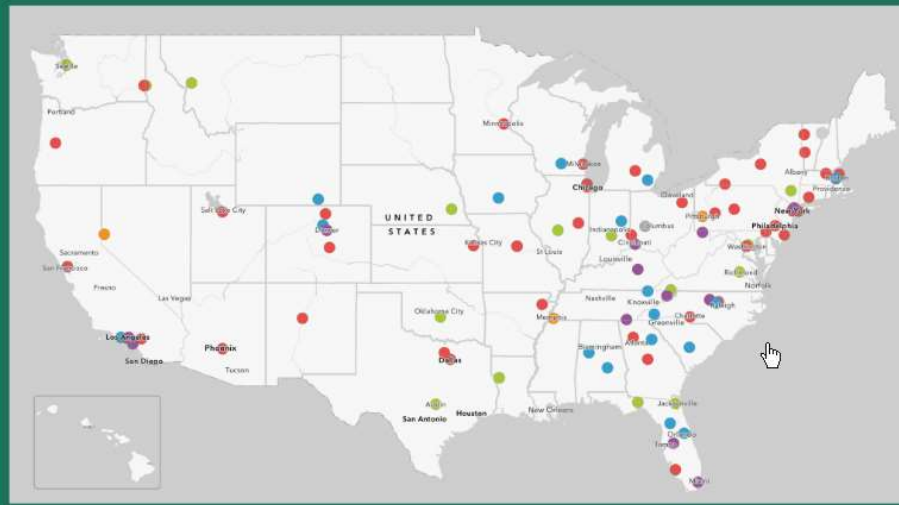 Seattle
Portland
Minneapolis
Milwaukee
Chicago
Albany
Boston
Providence
Cleveland
New York
Pittsburgh
Philadelphia
Salt Lake City
UNITED
STATES
Denver
Indianapolis
Columbus
Cincinnati
Washington
Sacramento
San Francisco
Kansas City
St Louis
Louisville
Richmond
Norfolk
Fresno
Las Vegas
Nashville
Knoxville
Raleigh
Oklahoma City
Memphis
Charlotte
Greenville
Los Angeles
Phoenix
San Diego
Tucson
Dallas
Birmingham
Atlanta
Austin
San Antonio
Houston
New Orleans
Jacksonville
Orlando
Tampa
Miami